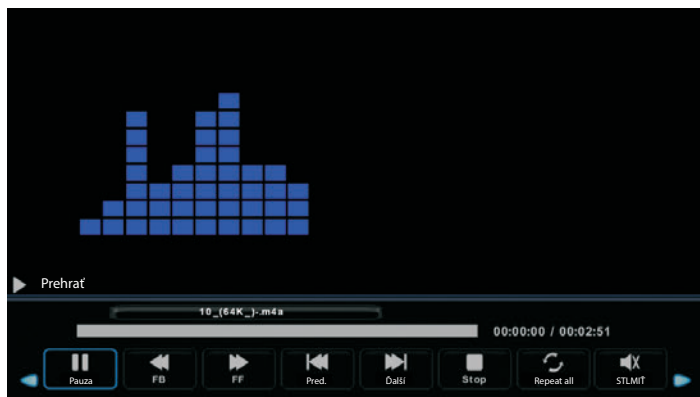 Prehrať
10_(64K_)-.m4a
00:00:00 / 00:02:51
Pauza FB FF Pred. Ďalší Stop Repeat all STLMIŤ